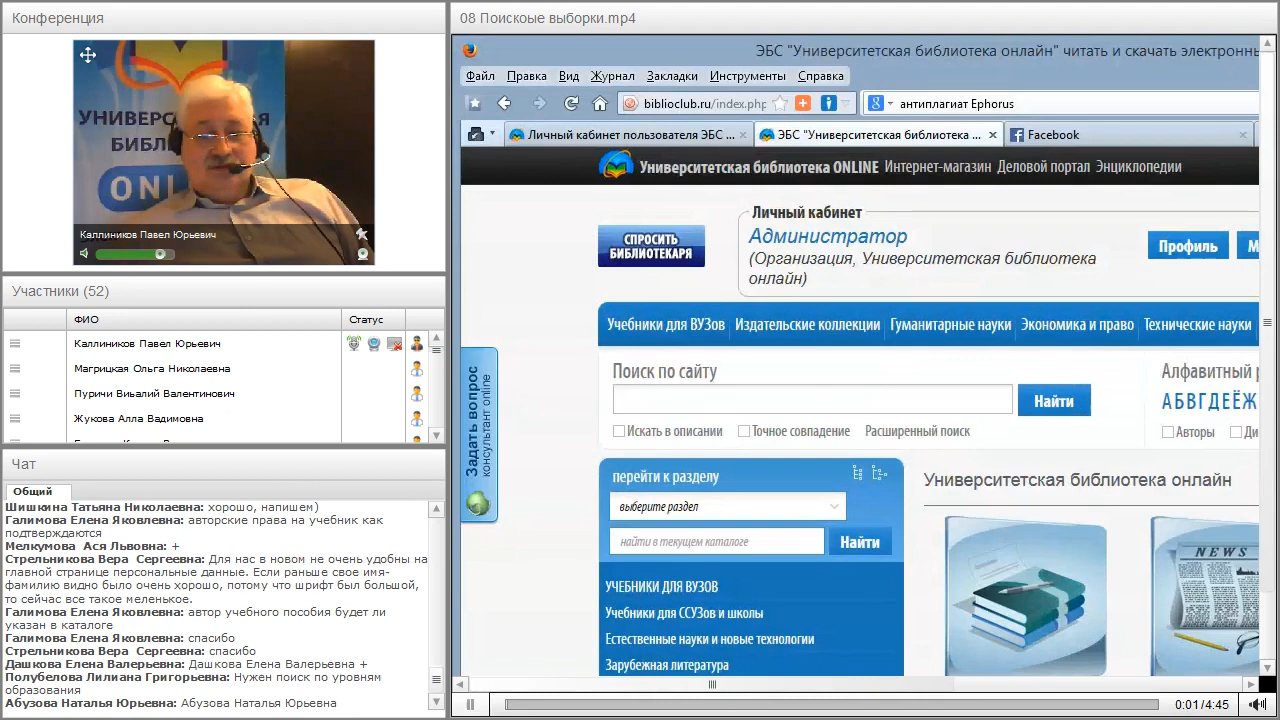 Конференция
УНИВЕРС
БИБЛИ
ONL
Каллиников Павел Юрьевич
Участники (52)
ФИО
Статус
Каллиников Павел Юрьевич
Магрицкая Ольга Николаевна
Пуричи Виьалий Валентинович
Жукова Алла Вадимовна
Чат
Общий
Шишкина Татьяна Николаевна: хорошо, напишем)
Галимова Елена Яковлевна: авторские права на учебник как
подтверждаются
Мелкумова Ася Львовна: +
Стрельникова Вера Сергеевна: Для нас в новом не очень удобны на
главной странице персональные данные. Если раньше свое имя-
фамилию видно было очень хорошо, потому что шрифт был большой,
то сейчас все такое меленькое.
Галимова Елена Яковлевна: автор учебного пособия будет ли
указан в каталоге
Галимова Елена Яковлевна: спасибо
Стрельникова Вера Сергеевна: спасибо
Дашкова Елена Валерьевна: Дашкова Елена Валерьевна +
Полубелова Лилиана Григорьевна: Нужен поиск по уровням
образования
Абузова Наталья Юрьевна: Абузова Наталья Юрьевна
08 Поискоые выборки.mp4
ЭБС "Университетская библиотека онлайн" читать и скачать электронны
Файл Правка Вид Журнал Закладки Инструменты Справка
biblioclub.ru/index.php
антиплагиат Ephorus
Личный кабинет пользователя ЭБС ...
ЭБС "Университетская библиотека ...
Facebook
Университетская библиотека ONLINE Интернет-магазин Деловой портал Энциклопедии
СПРОСИТЬ
БИБЛИОТЕКАРЯ
Личный кабинет
Администратор
(Организация, Университетская библиотека
онлайн)
Профиль
М
Учебники для ВУЗов Издательские коллекции Гуманитарные науки Экономика и право Технические науки
Задать вопрос
консультант online
Поиск по сайту
Найти
Искать в описании Точное совпадение Расширенный поиск
Алфавитный р
АБВГДЕЁЖ
Авторы Ди
перейти к разделу
выберите раздел
найти в текущем каталоге
Найти
УЧЕБНИКИ ДЛЯ ВУЗОВ
Учебники для ССУЗов и школы
Естественные науки и новые технологии
Зарубежная литература
Университетская библиотека онлайн
NEWS
0:01/4:45